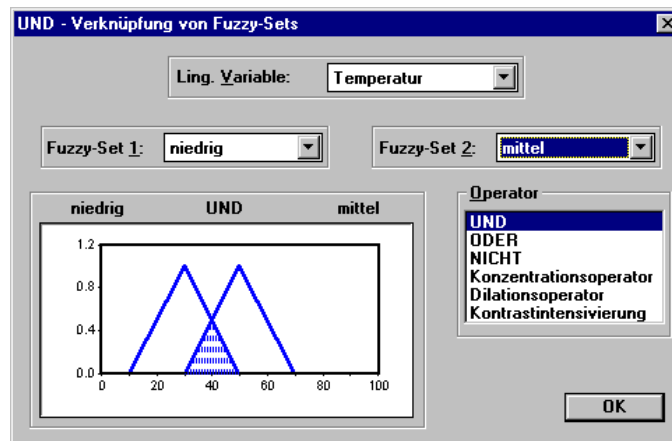 UND - Verknüpfung von Fuzzy-Sets
Ling. Variable: Temperatur
Fuzzy-Set 1: niedrig
Fuzzy-Set 2: mittel
niedrig UND mittel
1.2
0.8
0.4
0.0
0 20 40 60 80 100
Operator
UND
ODER
NICHT
Konzentrationsoperator
Dilationsoperator
Kontrastintensivierung
OK